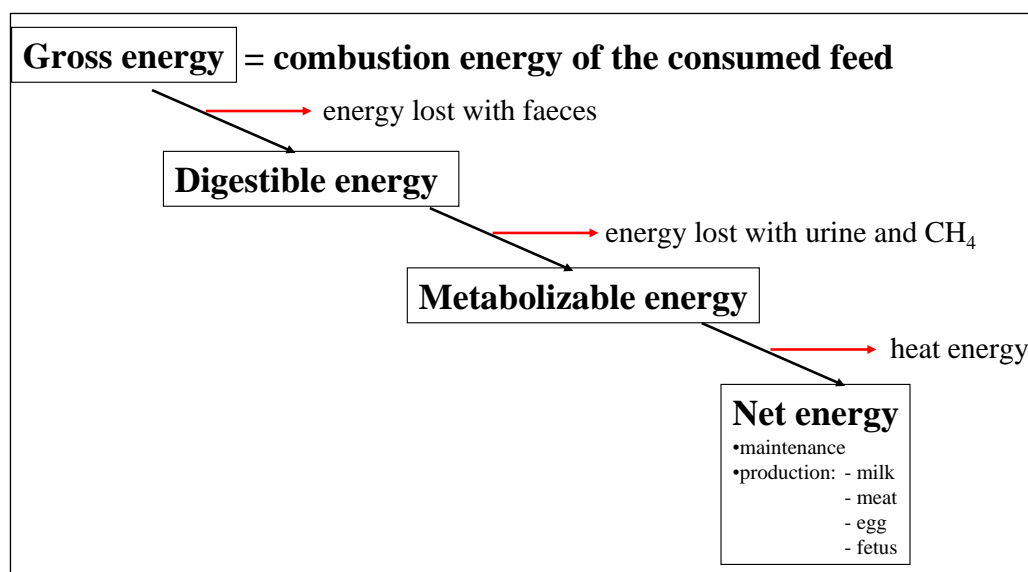 Gross energy = combustion energy of the consumed feed
energy lost with faeces
Digestible energy
energy lost with urine and CH₄
Metabolizable energy
heat energy
Net energy
•maintenance
•production: - milk
- meat
- egg
- fetus